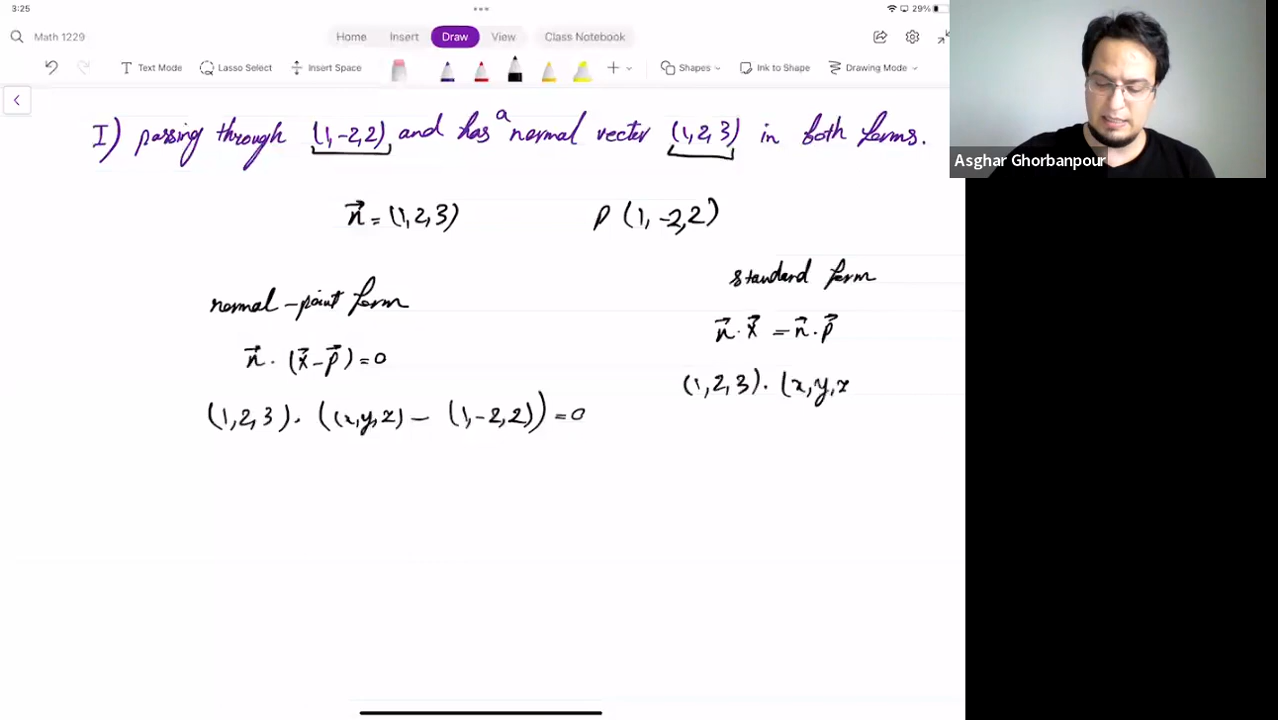 3:25
29%
Math 1229
Home Insert Draw View Class Notebook
Text Mode Lasso Select Insert Space Shapes Ink to Shape Drawing Mode
I) passing through (1,-2,2) and has a normal vector (1,2,3) in both forms.
Asghar Ghorbanpour
n⃗ = (1,2,3) P (1,-2,2)
standard form
normal-point form
n⃗ · x⃗ = n⃗ · p⃗
n⃗ · (x⃗ - p⃗) = 0
(1,2,3) · (x,y,z
(1,2,3) · ((x,y,z) - (1,-2,2)) = 0